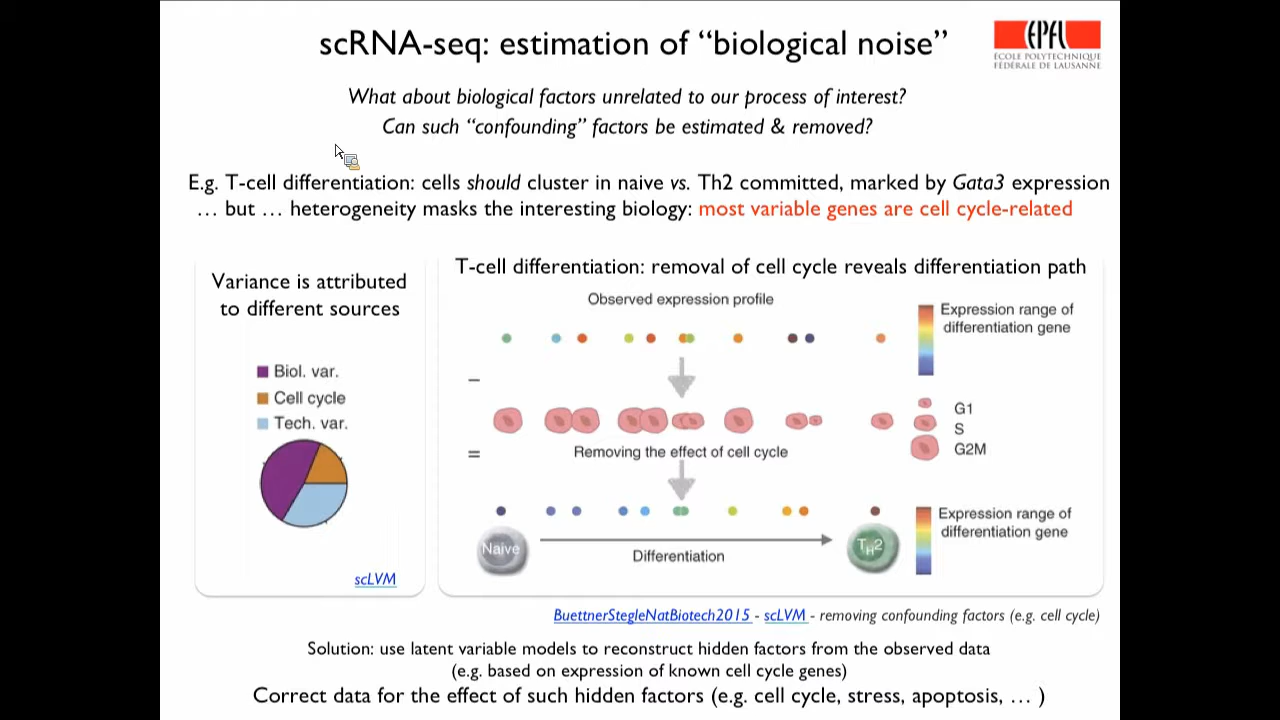 scRNA-seq: estimation of “biological noise”
EPFL
ÉCOLE POLYTECHNIQUE
FÉDÉRALE DE LAUSANNE
What about biological factors unrelated to our process of interest?
Can such “confounding” factors be estimated & removed?
E.g. T-cell differentiation: cells should cluster in naive vs. Th2 committed, marked by Gata3 expression
… but … heterogeneity masks the interesting biology: most variable genes are cell cycle-related
Variance is attributed
to different sources
Biol. var.
Cell cycle
Tech. var.
scLVM
T-cell differentiation: removal of cell cycle reveals differentiation path
Observed expression profile
Expression range of
differentiation gene
–
G1
S
G2M
=
Removing the effect of cell cycle
Expression range of
differentiation gene
Naive
Differentiation
TH2
BuettnerStegleNatBiotech2015 - scLVM - removing confounding factors (e.g. cell cycle)
Solution: use latent variable models to reconstruct hidden factors from the observed data
(e.g. based on expression of known cell cycle genes)
Correct data for the effect of such hidden factors (e.g. cell cycle, stress, apoptosis, … )